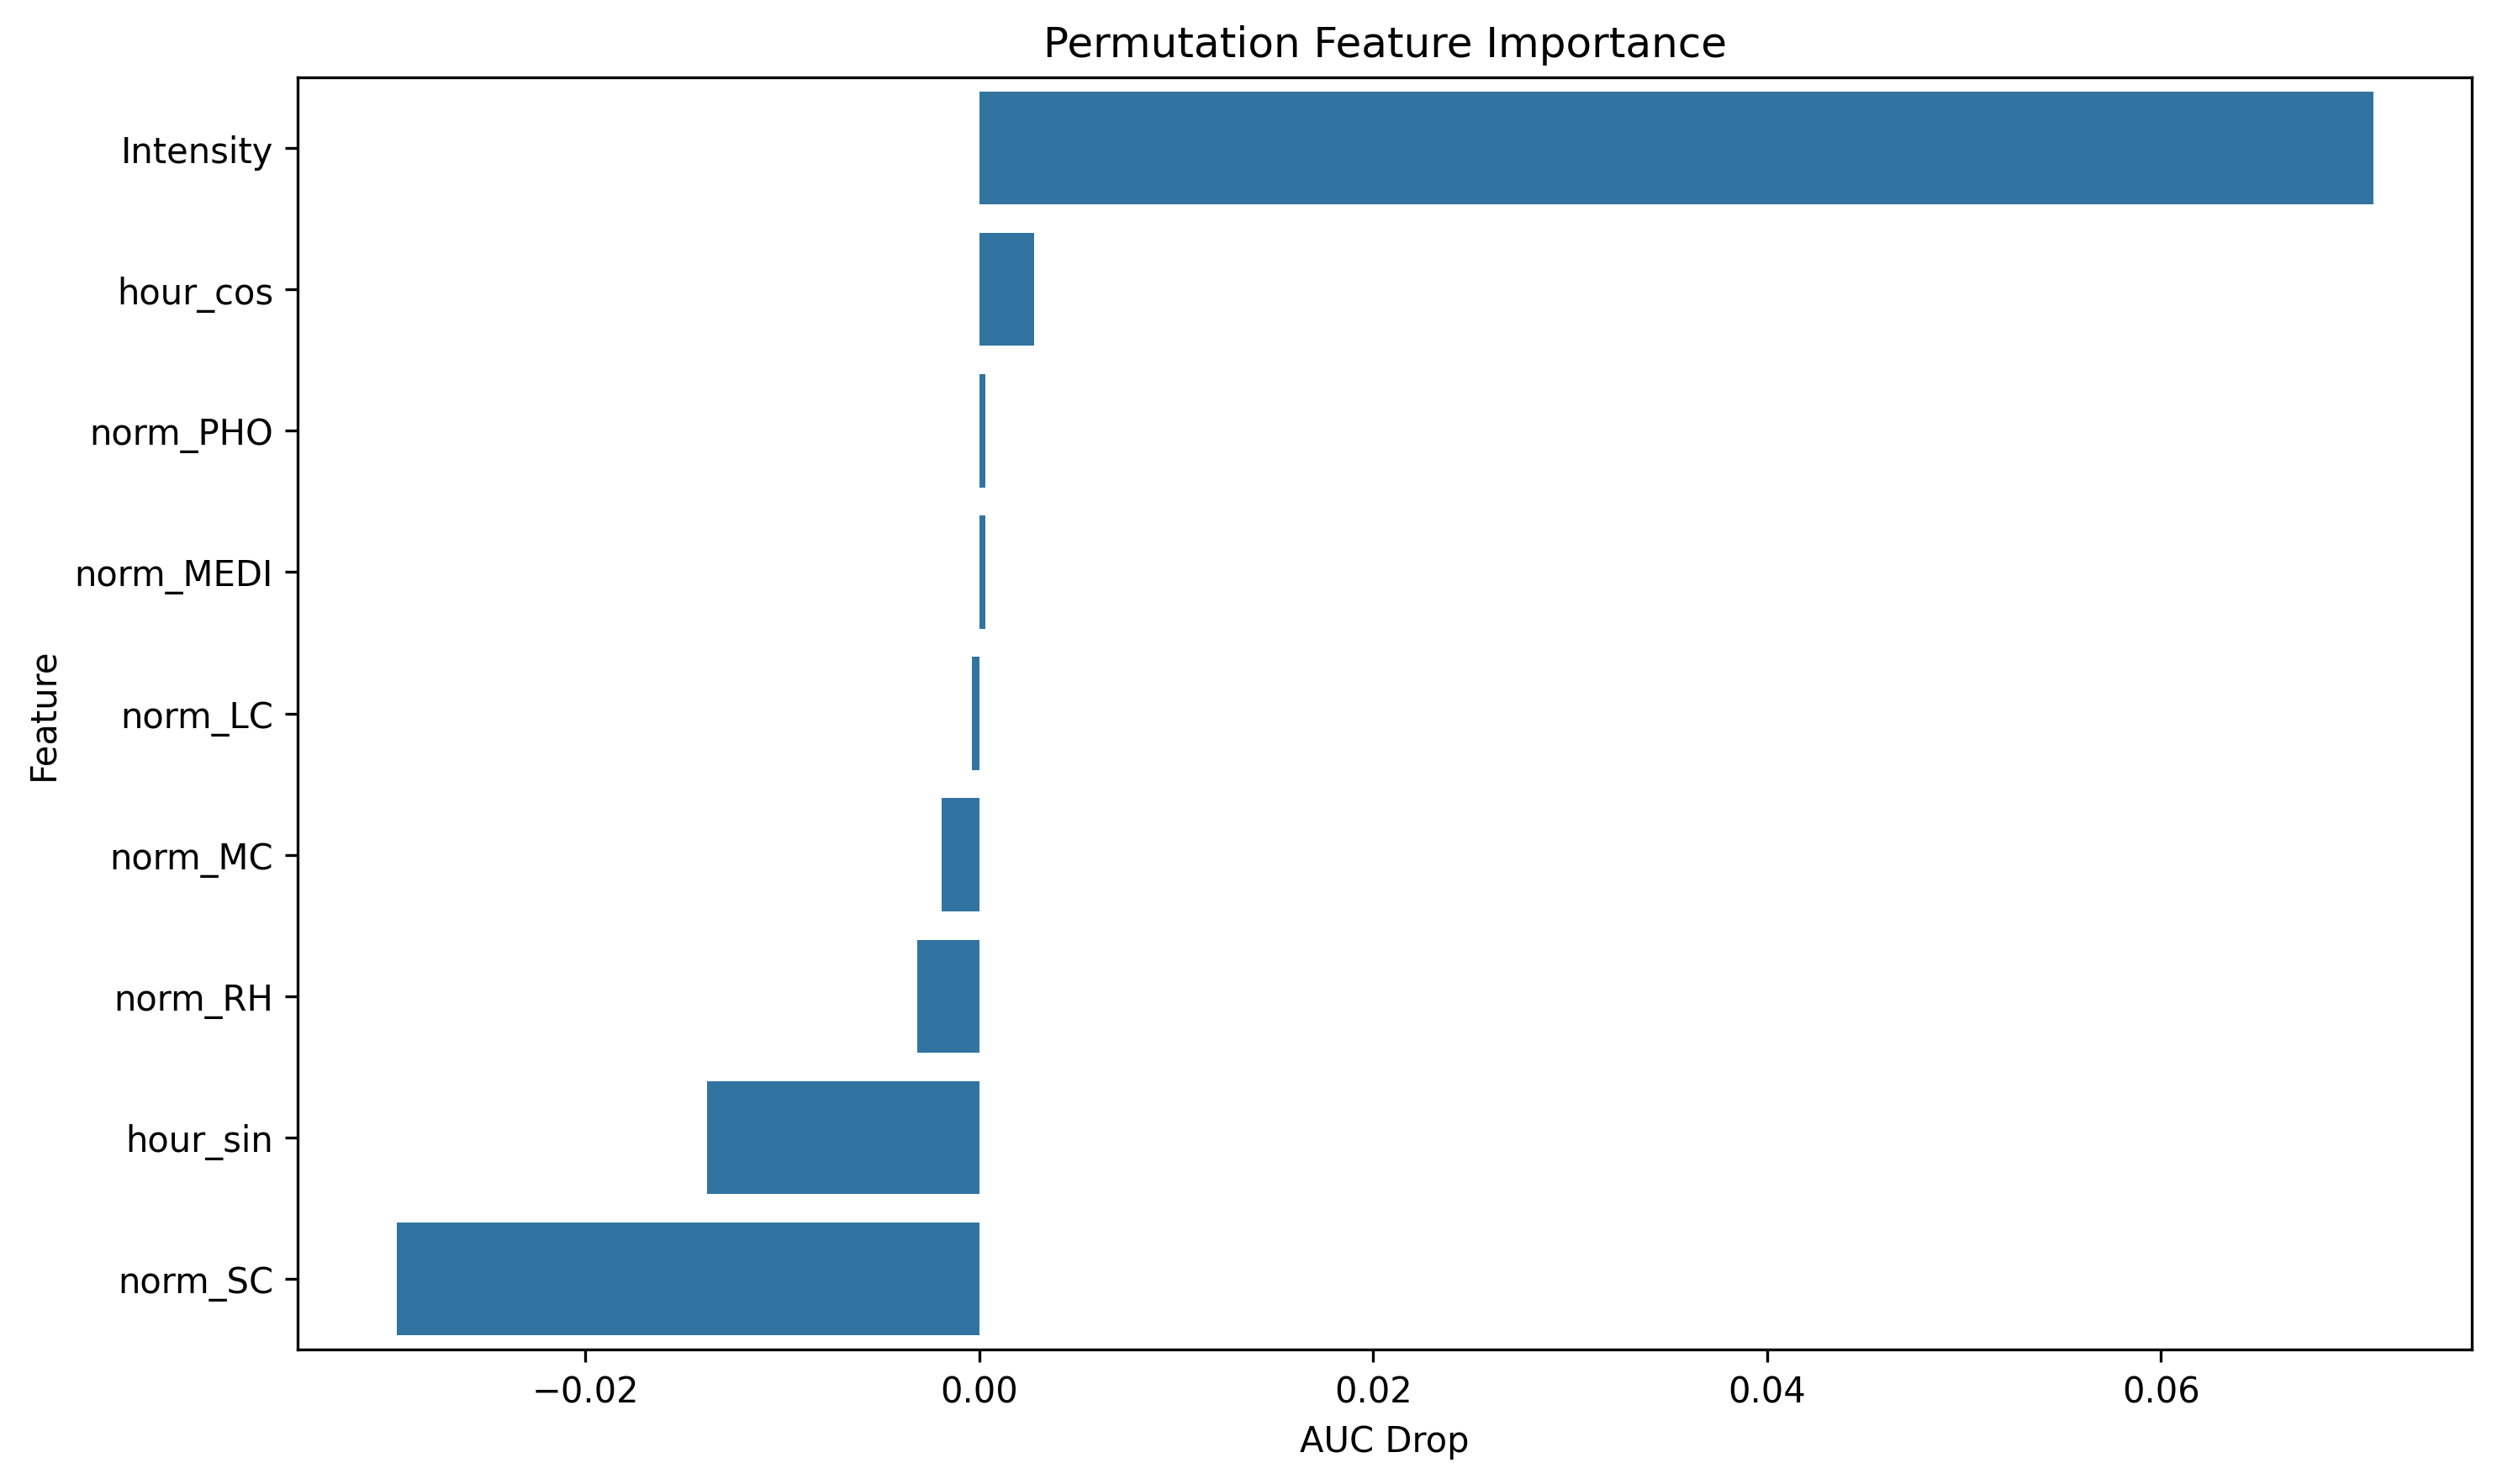 Permutation Feature Importance
Intensity
hour_cos
norm_PHO
norm_MEDI
norm_LC
norm_MC
norm_RH
hour_sin
norm_SC
Feature
−0.02 0.00 0.02 0.04 0.06
AUC Drop